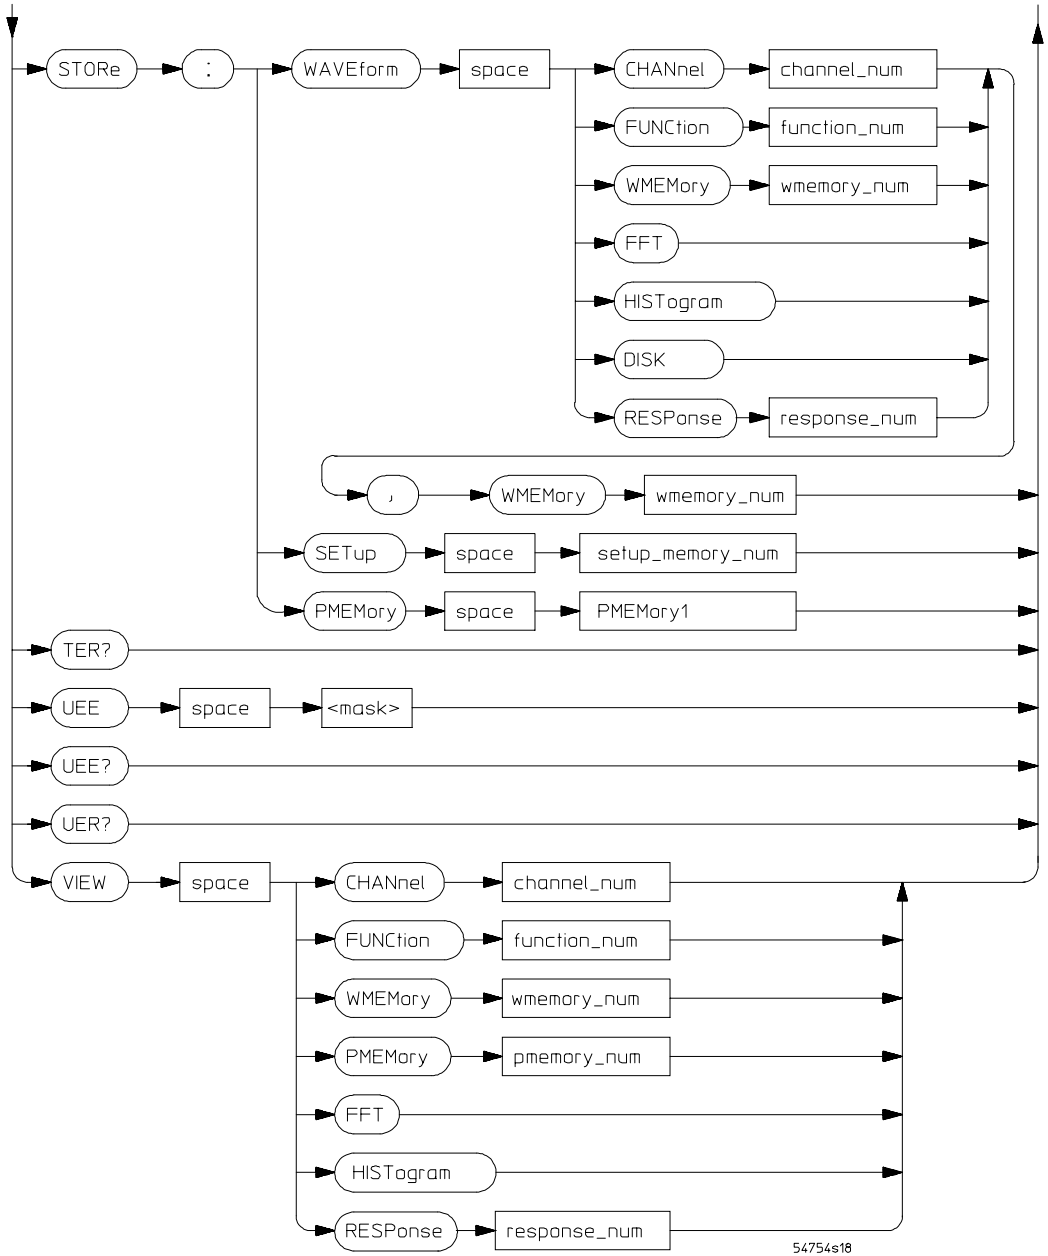 STORe : WAVEform space CHANnel channel_num
FUNCtion function_num
WMEMory wmemory_num
FFT
HISTogram
DISK
RESPonse response_num
, WMEMory wmemory_num
SETup space setup_memory_num
PMEMory space PMEMory1
TER?
UEE space <mask>
UEE?
UER?
VIEW space CHANnel channel_num
FUNCtion function_num
WMEMory wmemory_num
PMEMory pmemory_num
FFT
HISTogram
RESPonse response_num
54754s18